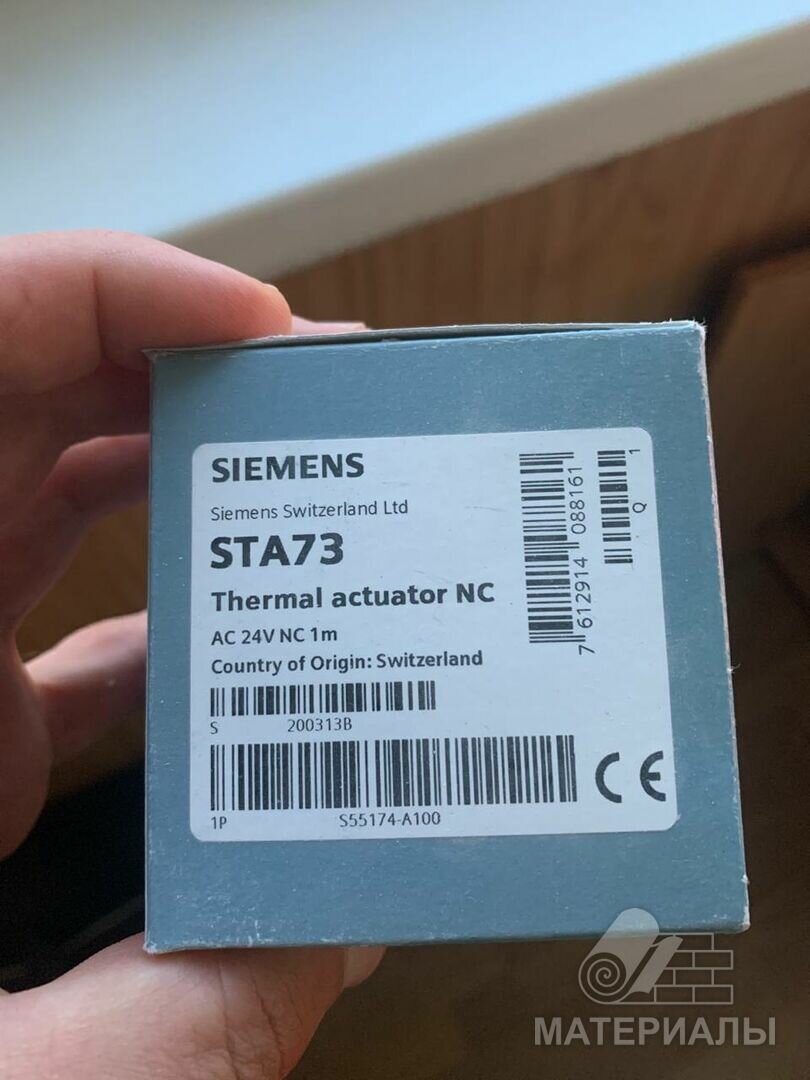 SIEMENS
Siemens Switzerland Ltd
STA73
Thermal actuator NC
AC 24V NC 1m
Country of Origin: Switzerland
S 200313B
1P S55174-A100
7 612914 088161
Q 1
CE
МАТЕРИАЛЫ